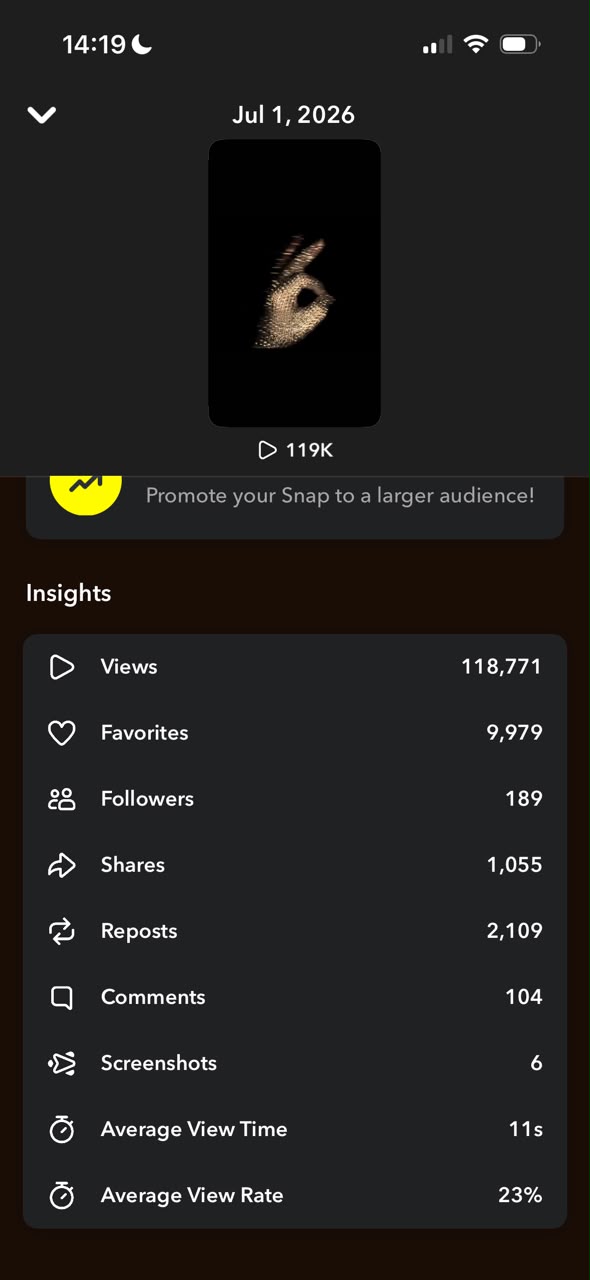 14:19
Jul 1, 2026
119K
Promote your Snap to a larger audience!
Insights
Views 118,771
Favorites 9,979
Followers 189
Shares 1,055
Reposts 2,109
Comments 104
Screenshots 6
Average View Time 11s
Average View Rate 23%